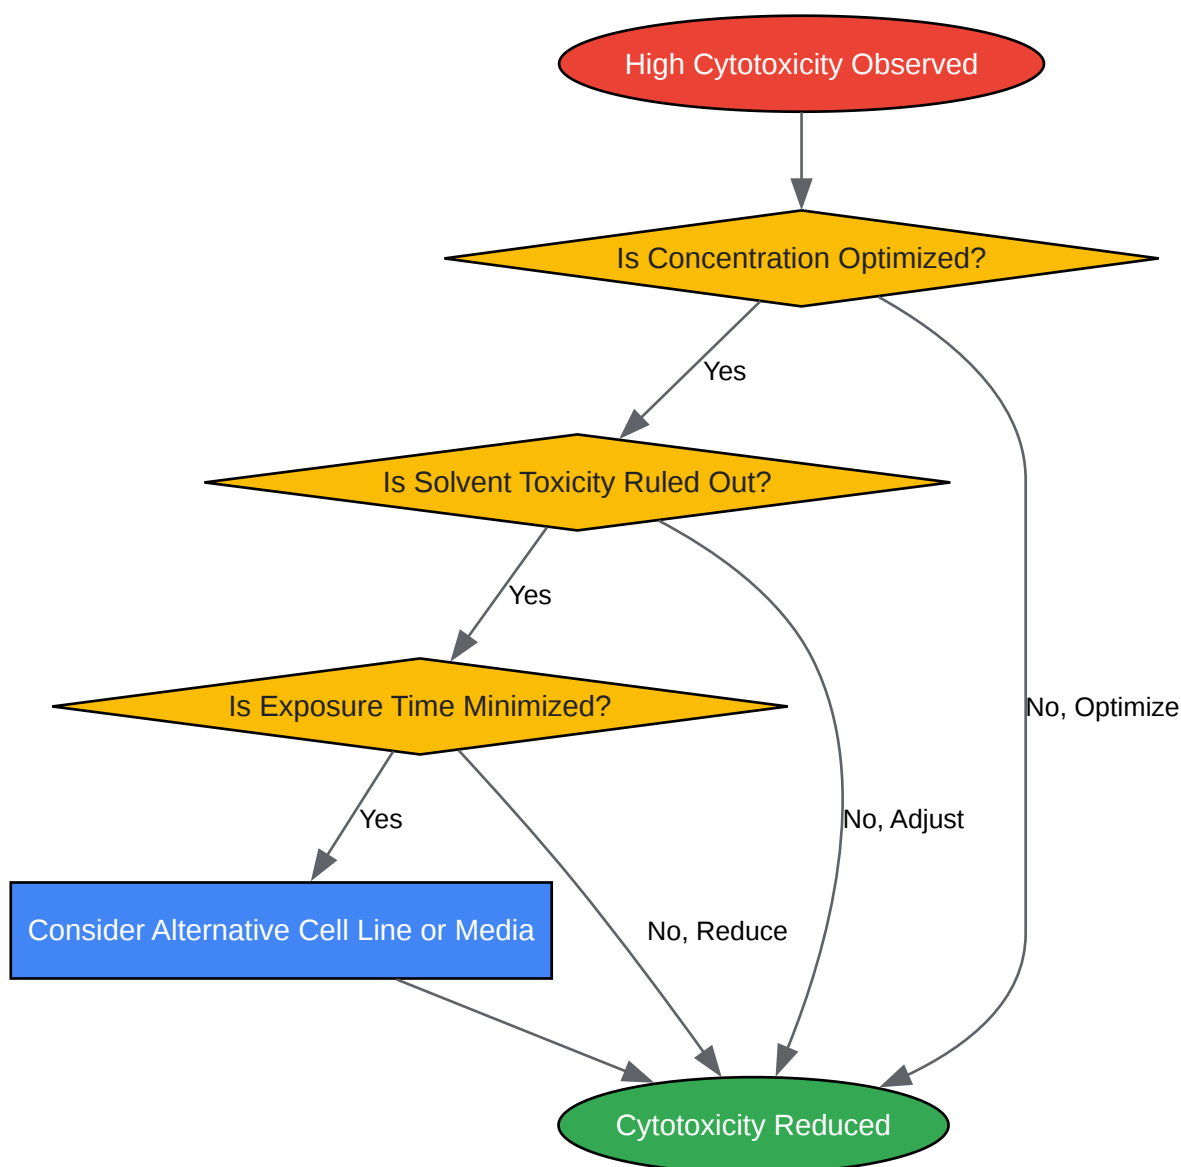 High Cytotoxicity Observed
Is Concentration Optimized?
Yes
Is Solvent Toxicity Ruled Out?
Yes
Is Exposure Time Minimized?
No, Optimize
Yes
No, Adjust
Consider Alternative Cell Line or Media
No, Reduce
Cytotoxicity Reduced